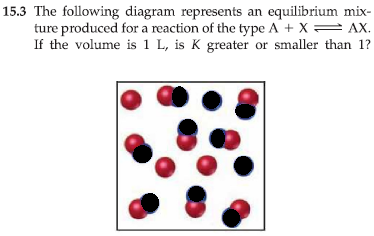 15.3 The following diagram represents an equilibrium mix-
ture produced for a reaction of the type A + X ⇌ AX.
If the volume is 1 L, is K greater or smaller than 1?